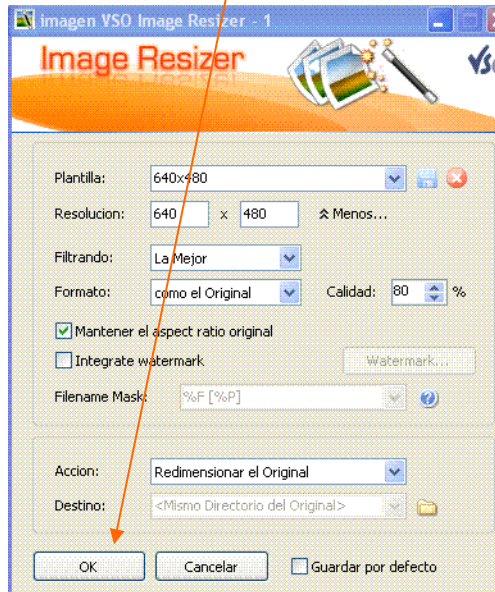 imagen VSO Image Resizer - 1
Image Resizer
Plantilla: 640x480
Resolucion: 640 x 480 Menos...
Filtrando: La Mejor
Formato: como el Original Calidad: 80 %
Mantener el aspect ratio original
Integrate watermark Watermark...
Filename Mask: %F [%P]
Accion: Redimensionar el Original
Destino: <Mismo Directorio del Original>
OK Cancelar Guardar por defecto